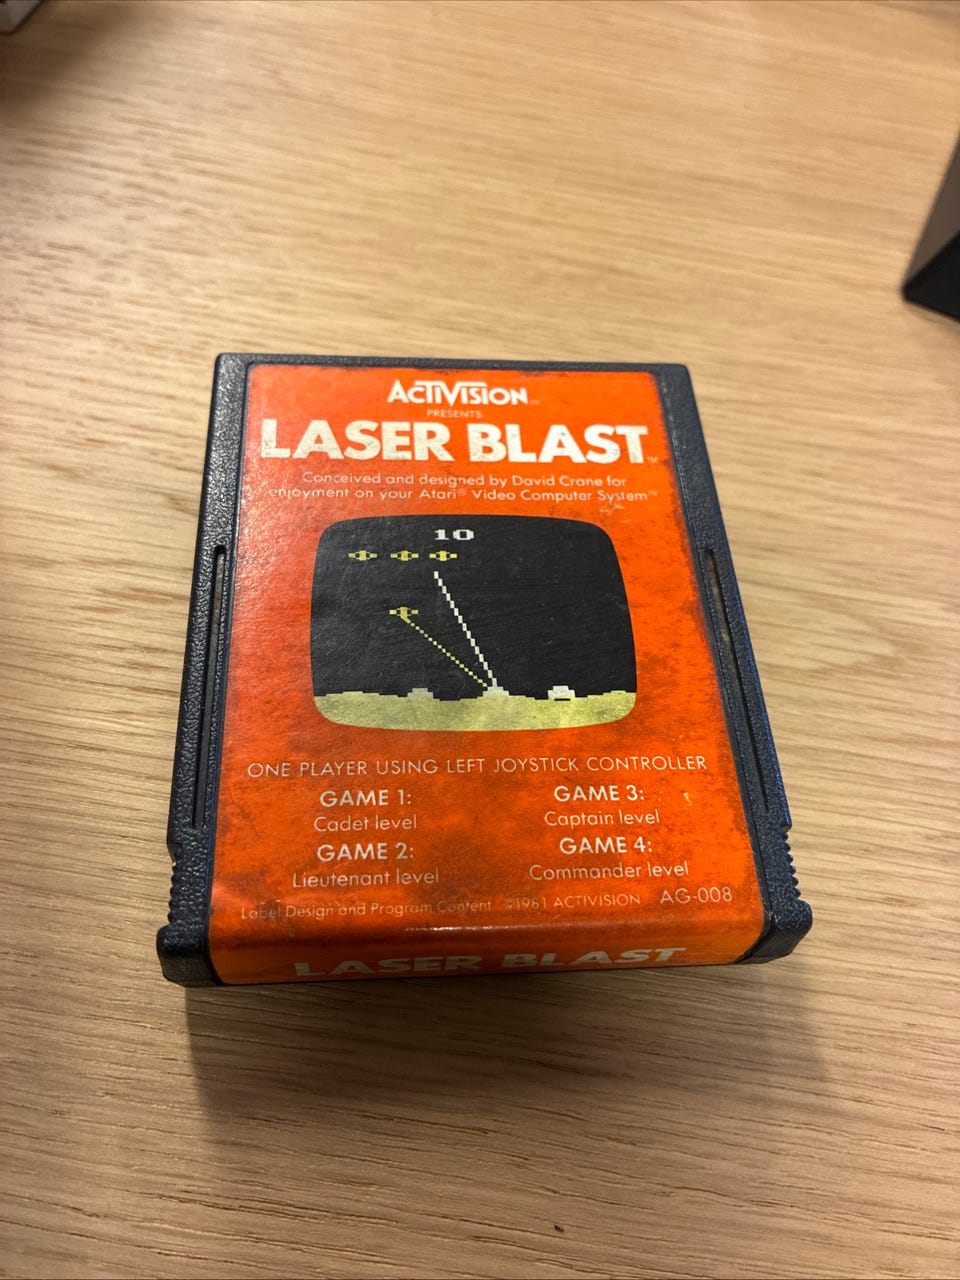 ACTIVISION™
PRESENTS
LASER BLAST™
Conceived and designed by David Crane for
enjoyment on your Atari® Video Computer System™
10
ONE PLAYER USING LEFT JOYSTICK CONTROLLER
GAME 1:
Cadet level
GAME 2:
Lieutenant level
GAME 3:
Captain level
GAME 4:
Commander level
Label Design and Program Content ©1981 ACTIVISION AG-008
LASER BLAST